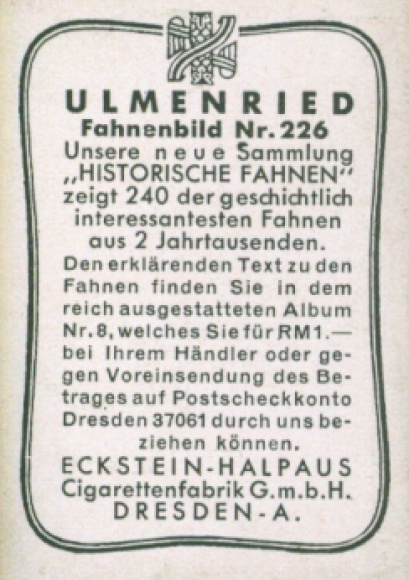 ULMENRIED
Fahnenbild Nr. 226
Unsere neue Sammlung
„HISTORISCHE FAHNEN"
zeigt 240 der geschichtlich
interessantesten Fahnen
aus 2 Jahrtausenden.
Den erklärenden Text zu den
Fahnen finden Sie in dem
reich ausgestatteten Album
Nr. 8, welches Sie für RM 1.—
bei Ihrem Händler oder ge-
gen Voreinsendung des Be-
trages auf Postscheckkonto
Dresden 37061 durch uns be-
ziehen können.
ECKSTEIN-HALPAUS
Cigarettenfabrik G.m.b.H.
DRESDEN-A.